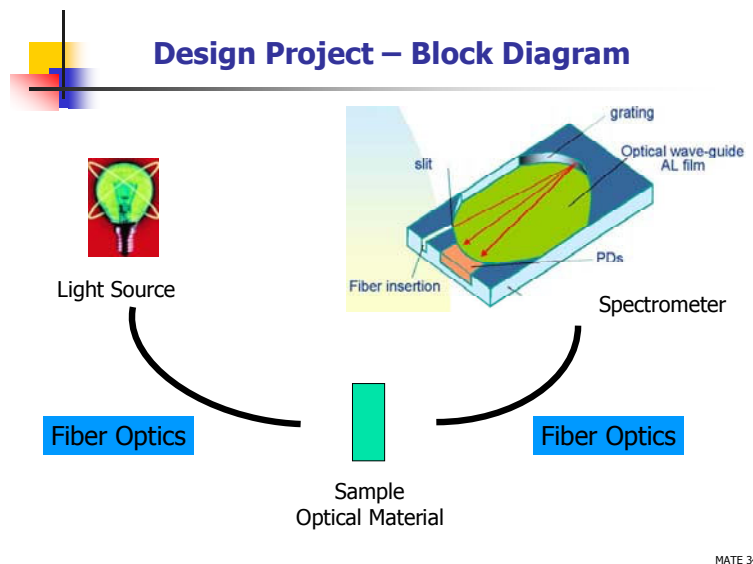 Design Project – Block Diagram
grating
Optical wave-guide
AL film
slit
PDs
Fiber insertion
Light Source
Spectrometer
Fiber Optics
Fiber Optics
Sample
Optical Material
MATE